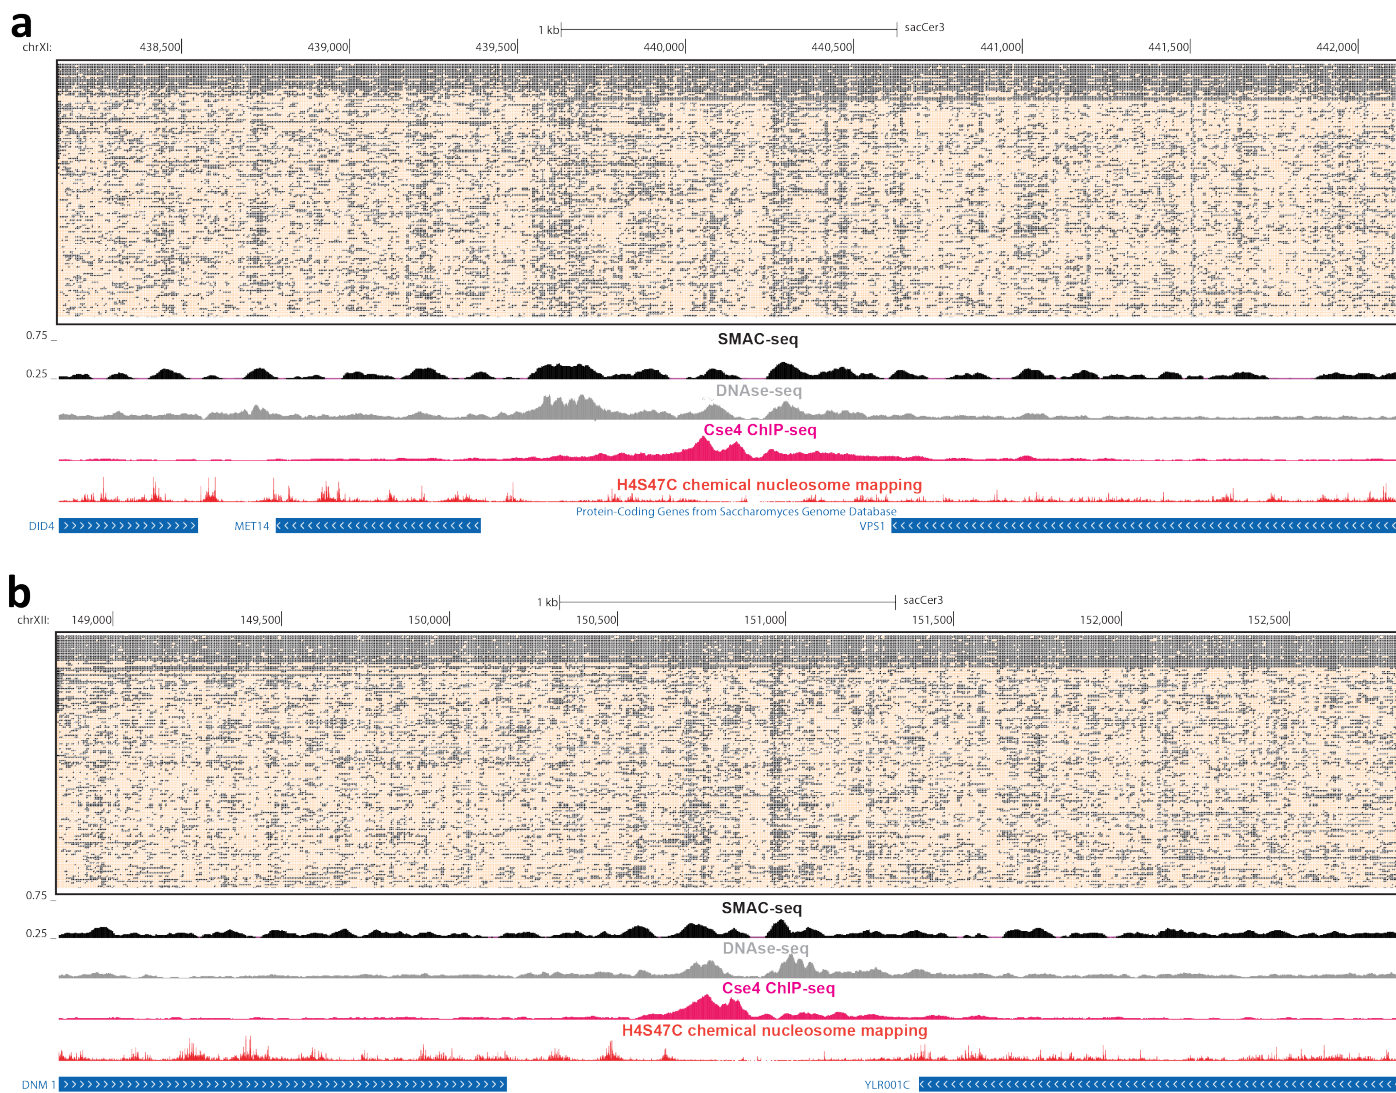 a
1 kb sacCer3
chrXI: 438,500 439,000 439,500 440,000 440,500 441,000 441,500 442,000
0.75
SMAC-seq
0.25
DNAse-seq
Cse4 ChIP-seq
H4S47C chemical nucleosome mapping
Protein-Coding Genes from Saccharomyces Genome Database
DID4 MET14 VPS1
b
1 kb sacCer3
chrXII: 149,000 149,500 150,000 150,500 151,000 151,500 152,000 152,500
0.75
SMAC-seq
0.25
DNAse-seq
Cse4 ChIP-seq
H4S47C chemical nucleosome mapping
DNM 1 YLR001C